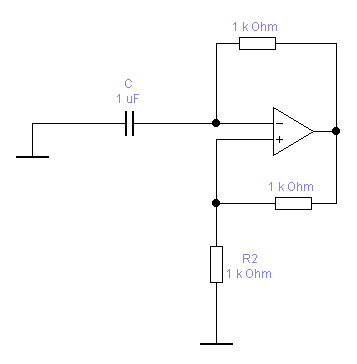 1 k Ohm
C
1 uF
−
+
1 k Ohm
R2
1 k Ohm